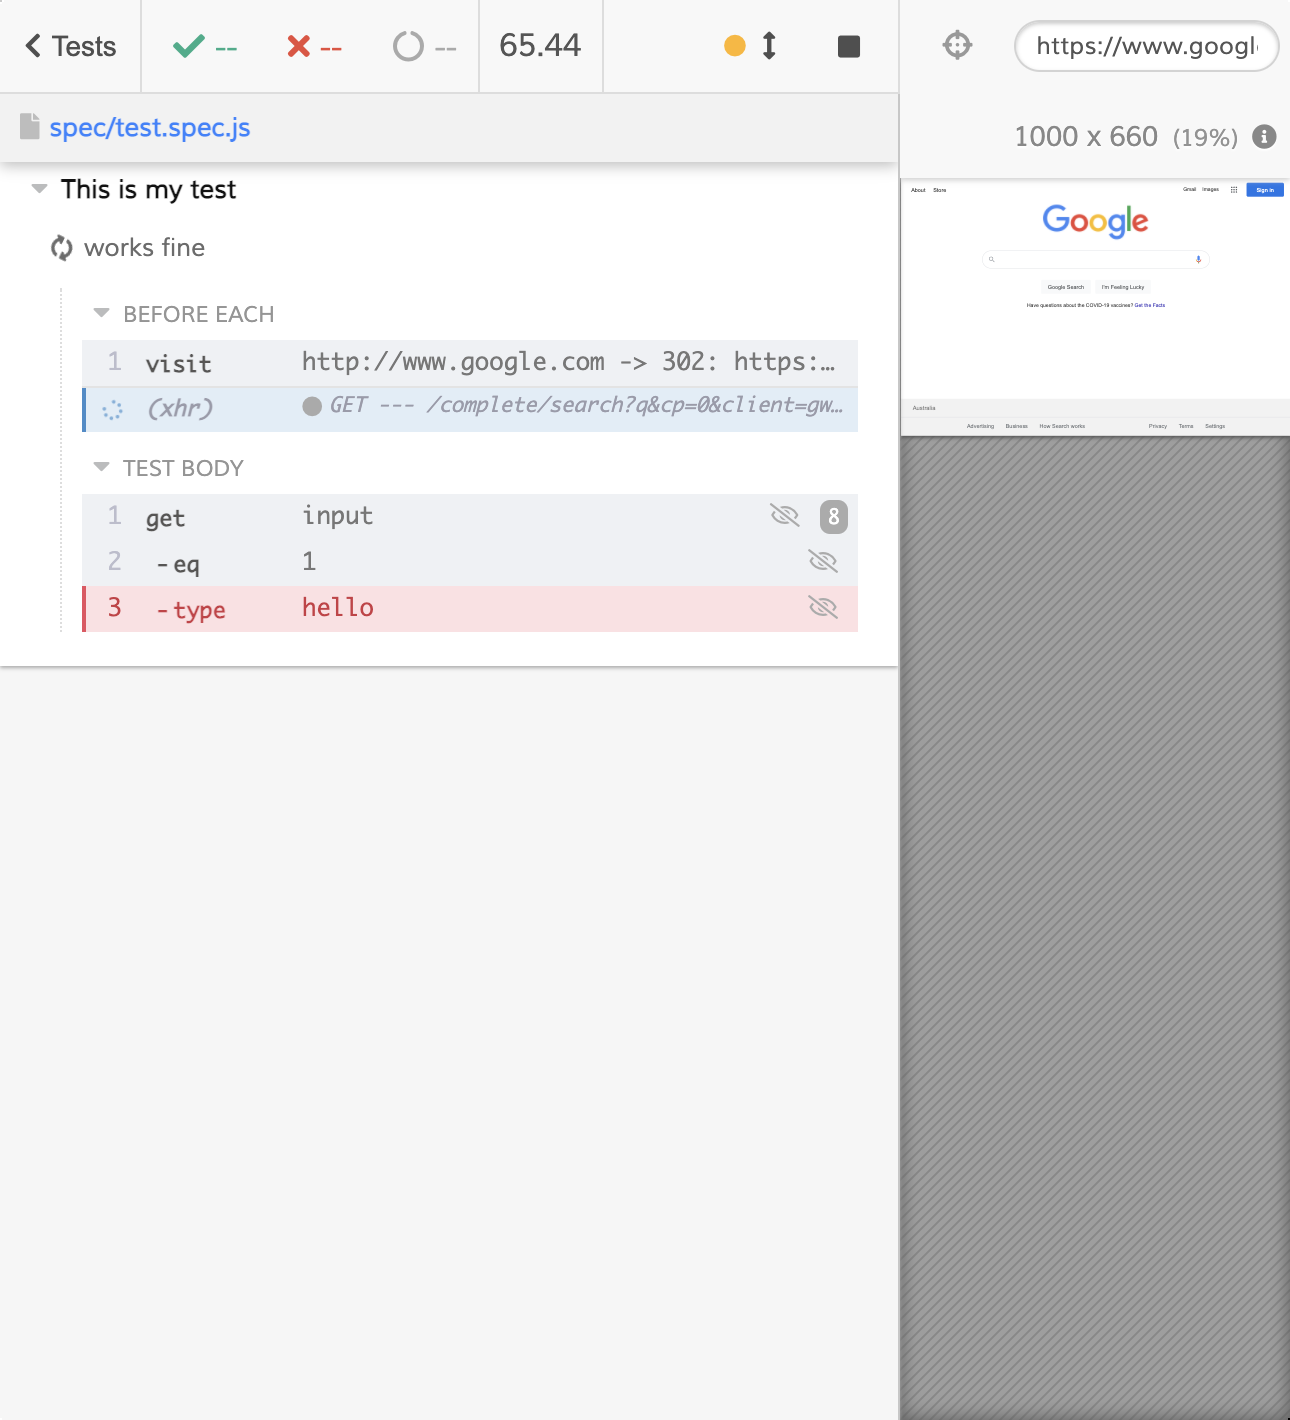 Tests -- -- -- 65.44
https://www.googl
spec/test.spec.js
1000 x 660 (19%)
This is my test
works fine
BEFORE EACH
1 visit http://www.google.com -> 302: https:…
(xhr) GET --- /complete/search?q&cp=0&client=gw…
TEST BODY
1 get input 8
2 -eq 1
3 -type hello
About Store Gmail Images Sign in
Google
Google Search I'm Feeling Lucky
Have questions about the COVID-19 vaccines? Get the Facts
Australia
Advertising Business How Search works Privacy Terms Settings